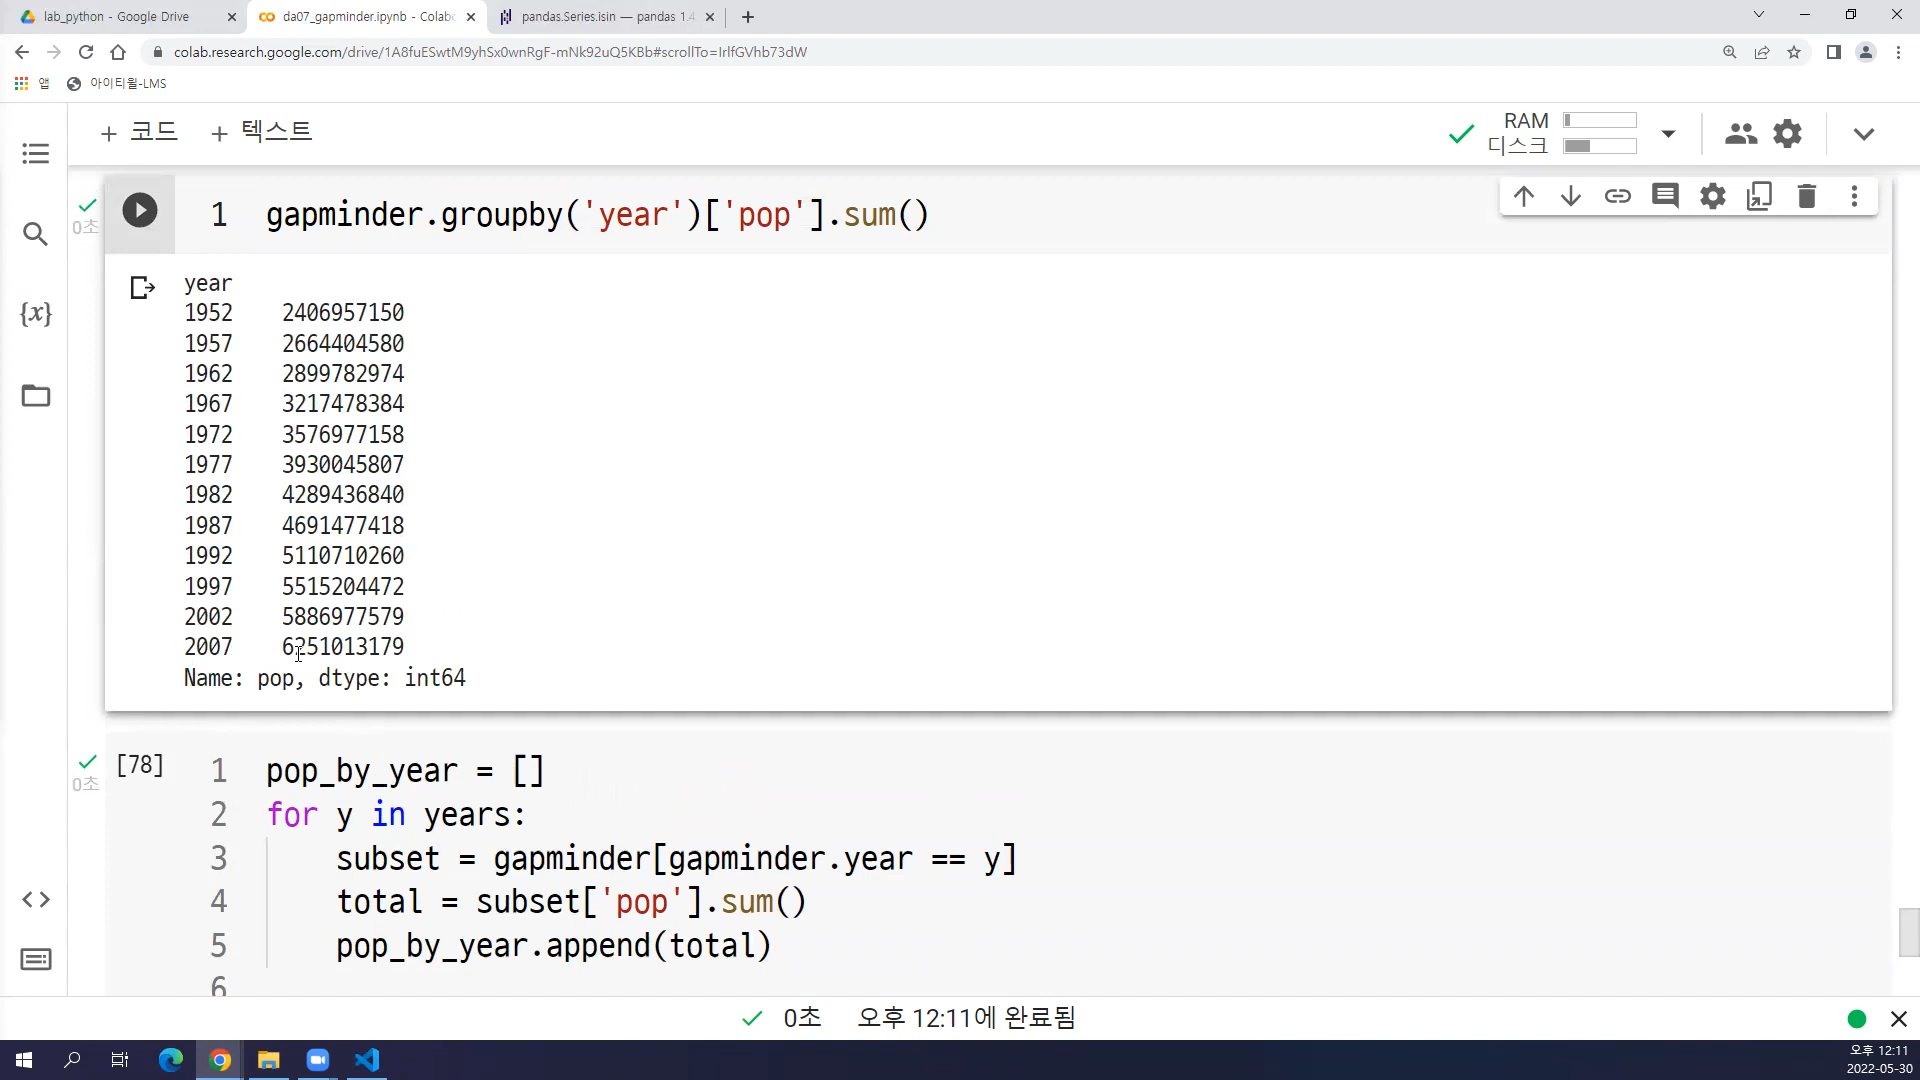 lab_python - Google Drive
da07_gapminder.ipynb - Colabo
pandas.Series.isin — pandas 1.4
colab.research.google.com/drive/1A8fuESwtM9yhSx0wnRgF-mNk92uQ5KBb#scrollTo=IrlfGVhb73dW
앱 아이티윌-LMS
+ 코드 + 텍스트
RAM
디스크
0초
1 gapminder.groupby('year')['pop'].sum()
year
1952 2406957150
1957 2664404580
1962 2899782974
1967 3217478384
1972 3576977158
1977 3930045807
1982 4289436840
1987 4691477418
1992 5110710260
1997 5515204472
2002 5886977579
2007 6251013179
Name: pop, dtype: int64
0초
[78]
1 pop_by_year = []
2 for y in years:
3 subset = gapminder[gapminder.year == y]
4 total = subset['pop'].sum()
5 pop_by_year.append(total)
6
0초 오후 12:11에 완료됨
오후 12:11
2022-05-30